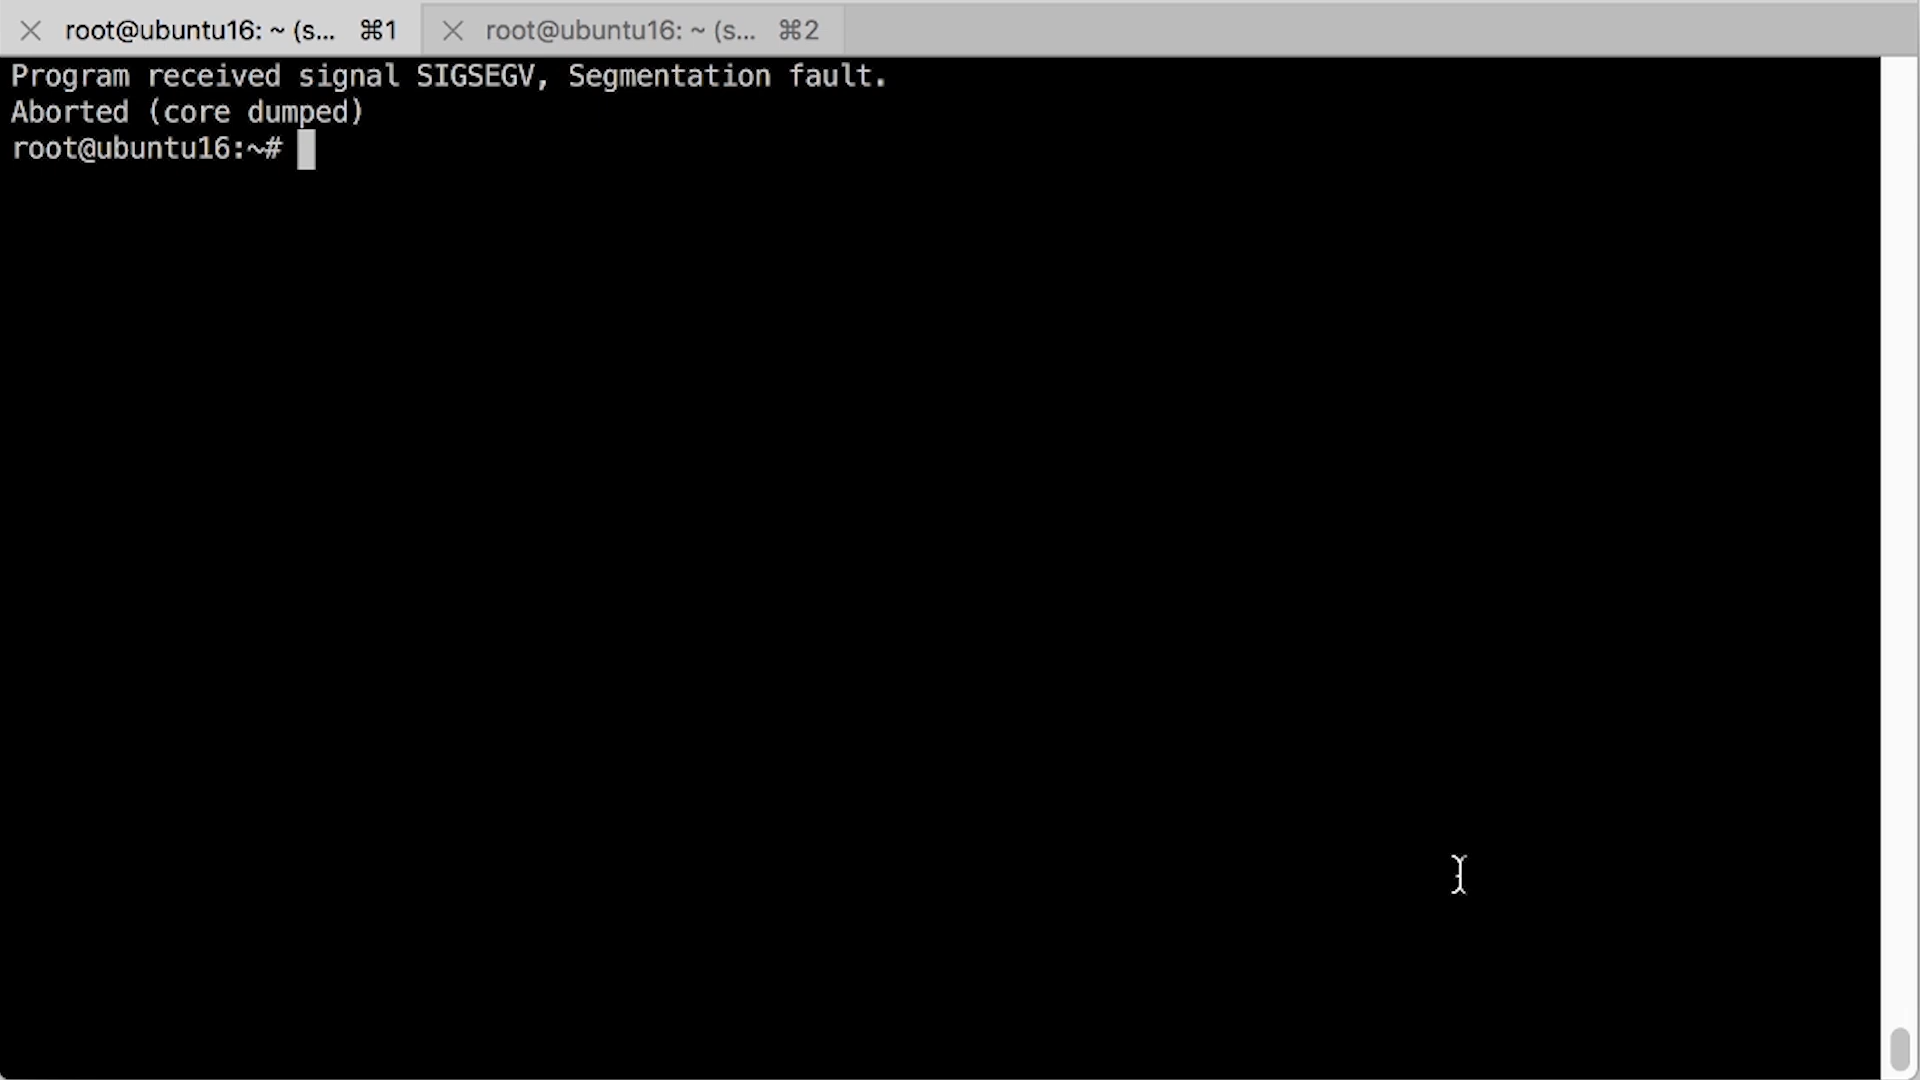 root@ubuntu16: ~ (s... ⌘1
root@ubuntu16: ~ (s... ⌘2
Program received signal SIGSEGV, Segmentation fault.
Aborted (core dumped)
root@ubuntu16:~#